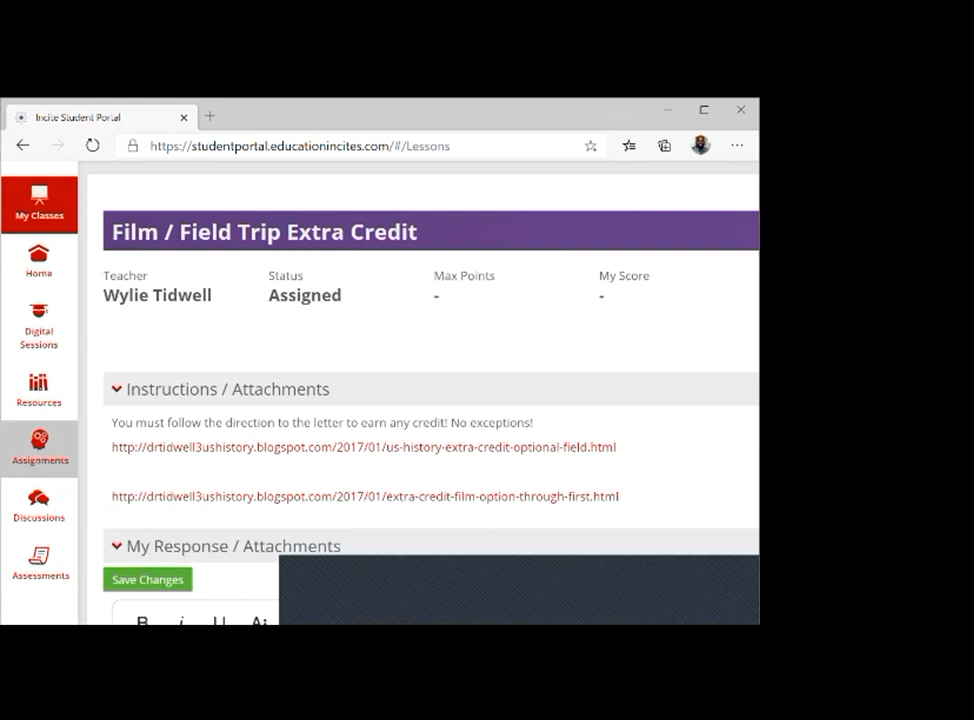 Incite Student Portal
https://studentportal.educationincites.com/#/Lessons
My Classes
Home
Digital
Sessions
Resources
Assignments
Discussions
Assessments
Film / Field Trip Extra Credit
Teacher Status Max Points My Score
Wylie Tidwell Assigned - -
Instructions / Attachments
You must follow the direction to the letter to earn any credit! No exceptions!
http://drtidwell3ushistory.blogspot.com/2017/01/us-history-extra-credit-optional-field.html
http://drtidwell3ushistory.blogspot.com/2017/01/extra-credit-film-option-through-first.html
My Response / Attachments
Save Changes
B i U A